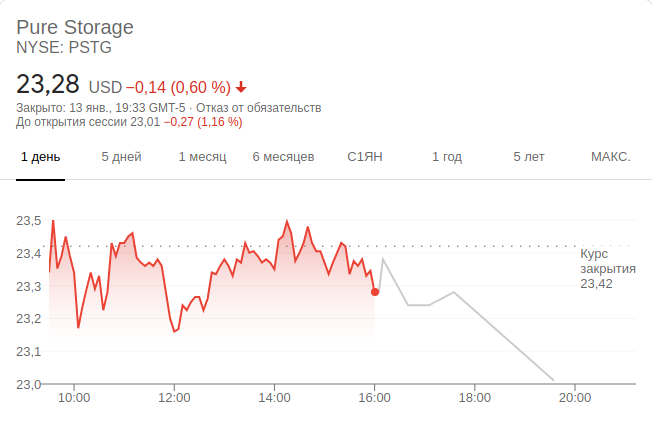 Pure Storage
NYSE: PSTG
23,28 USD −0,14 (0,60 %)
Закрыто: 13 янв., 19:33 GMT-5 · Отказ от обязательств
До открытия сессии 23,01 −0,27 (1,16 %)
1 день 5 дней 1 месяц 6 месяцев С1ЯН 1 год 5 лет МАКС.
23,5
23,4
Курс
закрытия
23,42
23,3
23,2
23,1
23,0
10:00 12:00 14:00 16:00 18:00 20:00